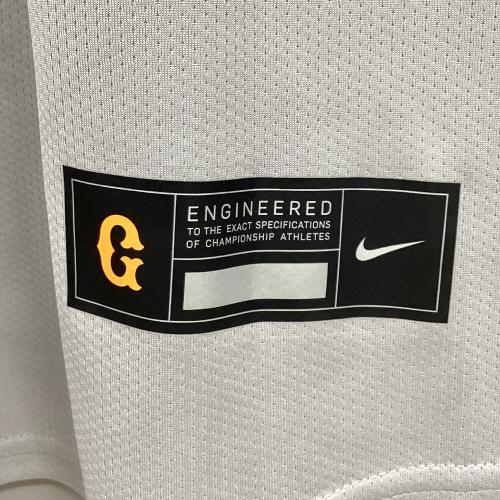 G
ENGINEERED
TO THE EXACT SPECIFICATIONS
OF CHAMPIONSHIP ATHLETES